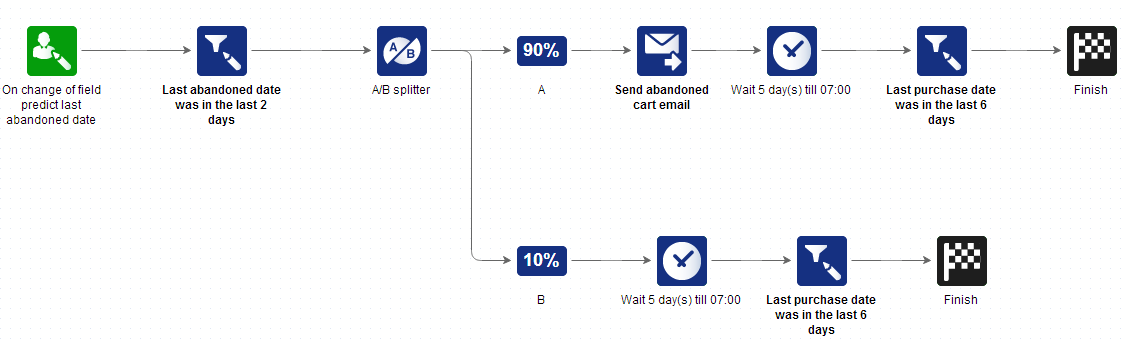 A
B
90%
On change of field
predict last
abandoned date
Last abandoned date
was in the last 2
days
A/B splitter
A
Send abandoned
cart email
Wait 5 day(s) till 07:00
Last purchase date
was in the last 6
days
Finish
10%
B
Wait 5 day(s) till 07:00
Last purchase date
was in the last 6
days
Finish